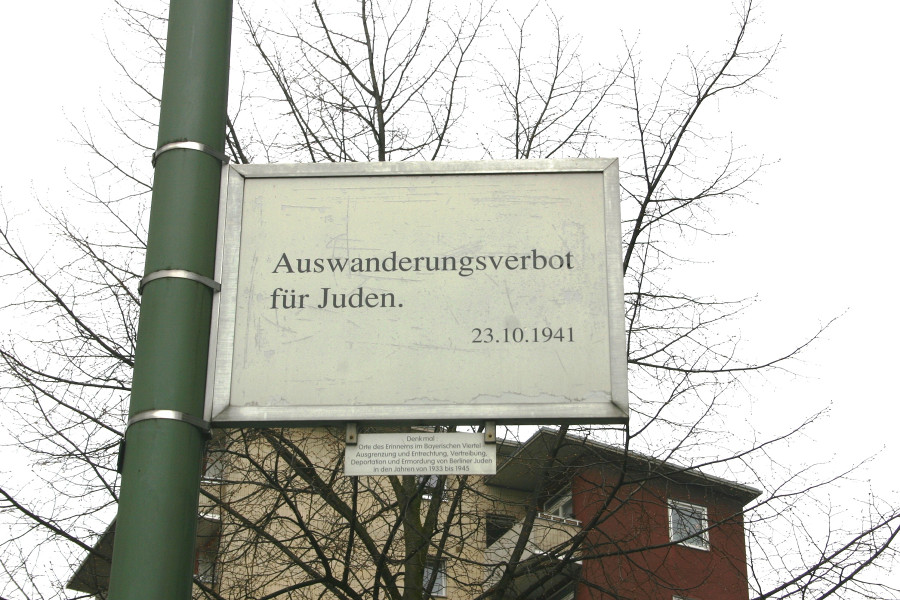 Auswanderungsverbot
für Juden.
23.10.1941
Denkmal
Orte des Erinnerns im Bayerischen Viertel
Ausgrenzung und Entrechtung, Vertreibung,
Deportation und Ermordung von Berliner Juden
in den Jahren von 1933 bis 1945